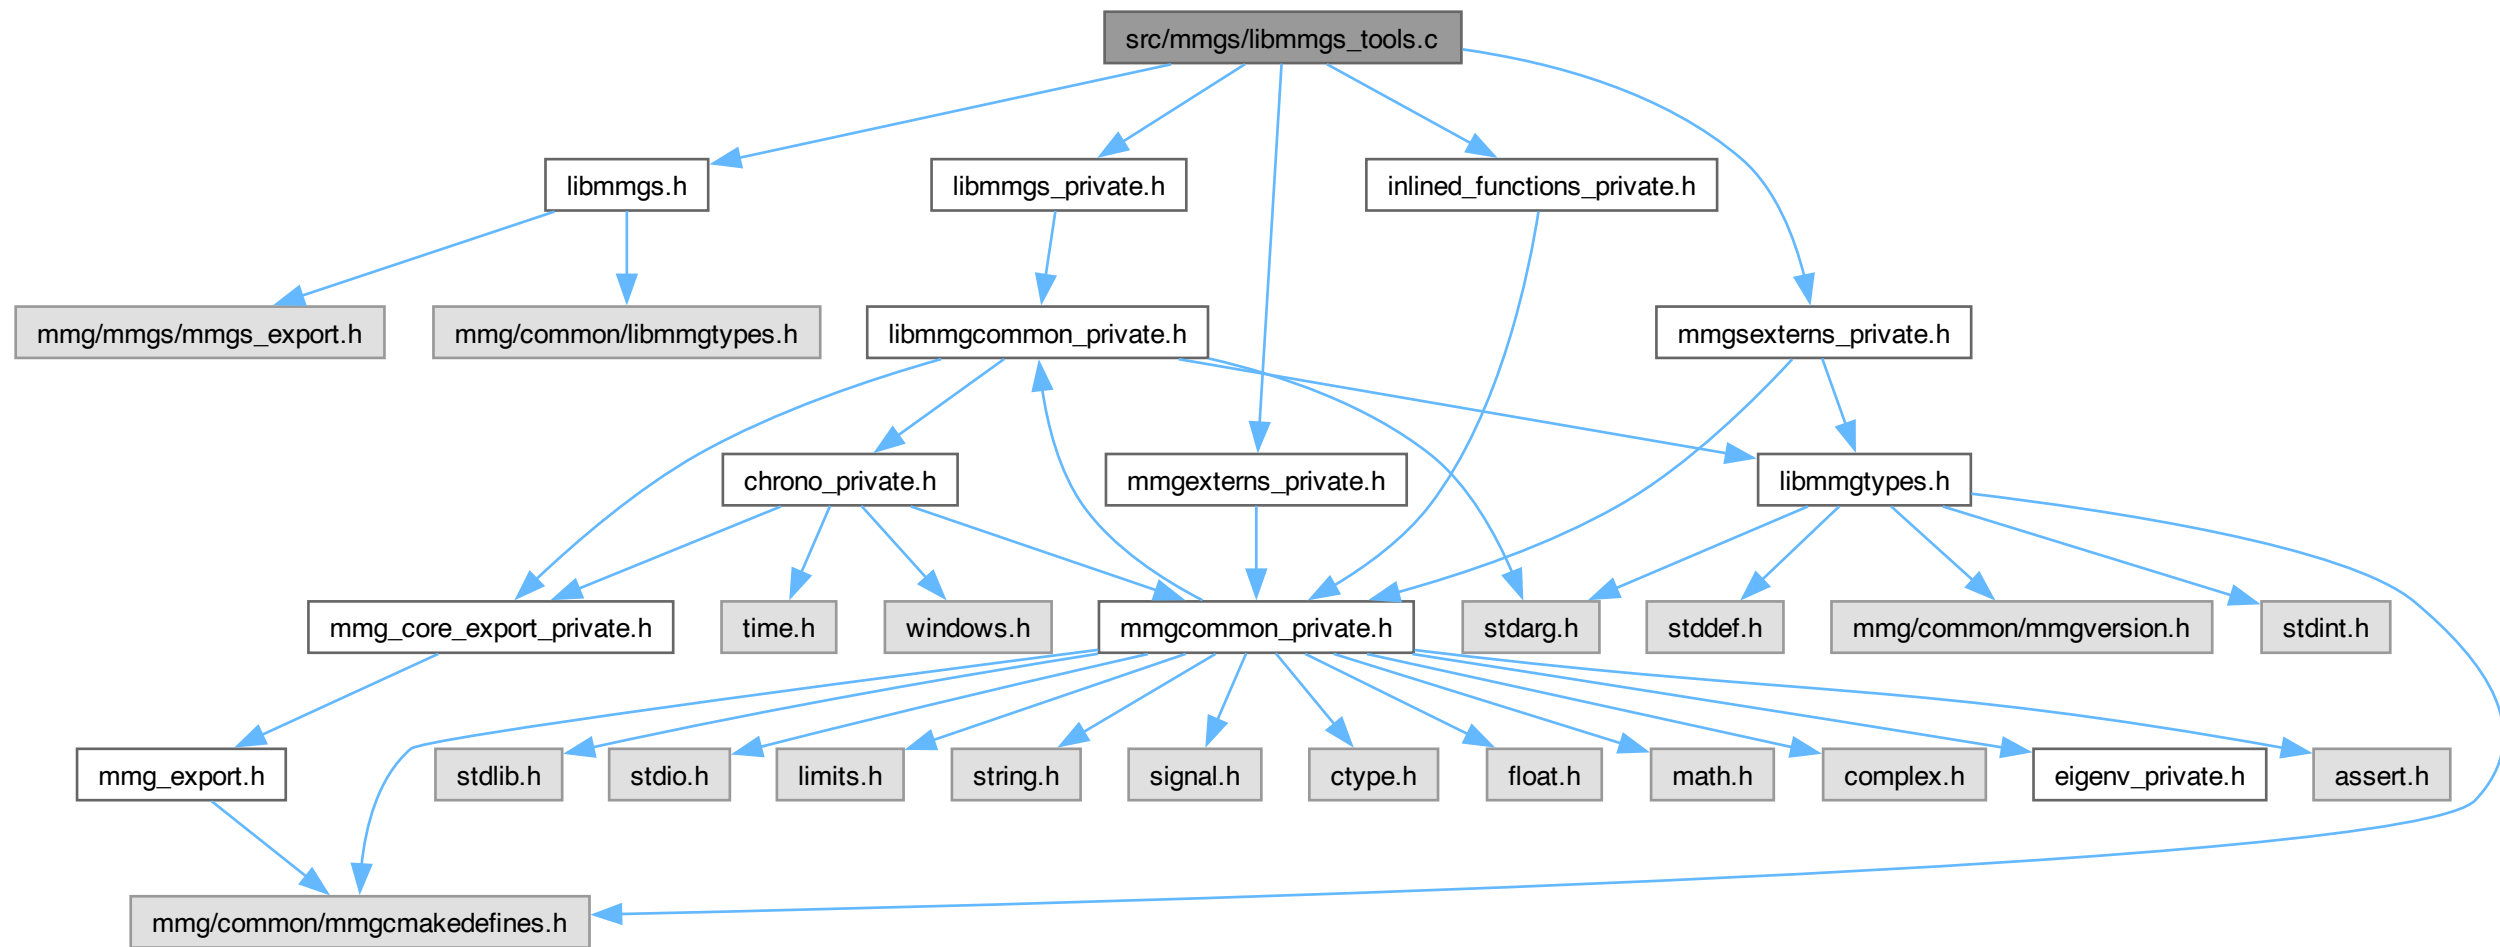 src/mmgs/libmmgs_tools.c
libmmgs.h
libmmgs_private.h
inlined_functions_private.h
mmg/mmgs/mmgs_export.h
mmg/common/libmmgtypes.h
libmmgcommon_private.h
mmgsexterns_private.h
chrono_private.h
mmgexterns_private.h
libmmgtypes.h
mmg_core_export_private.h
time.h
windows.h
mmgcommon_private.h
stdarg.h
stddef.h
mmg/common/mmgversion.h
stdint.h
mmg_export.h
stdlib.h
stdio.h
limits.h
string.h
signal.h
ctype.h
float.h
math.h
complex.h
eigenv_private.h
assert.h
mmg/common/mmgcmakedefines.h